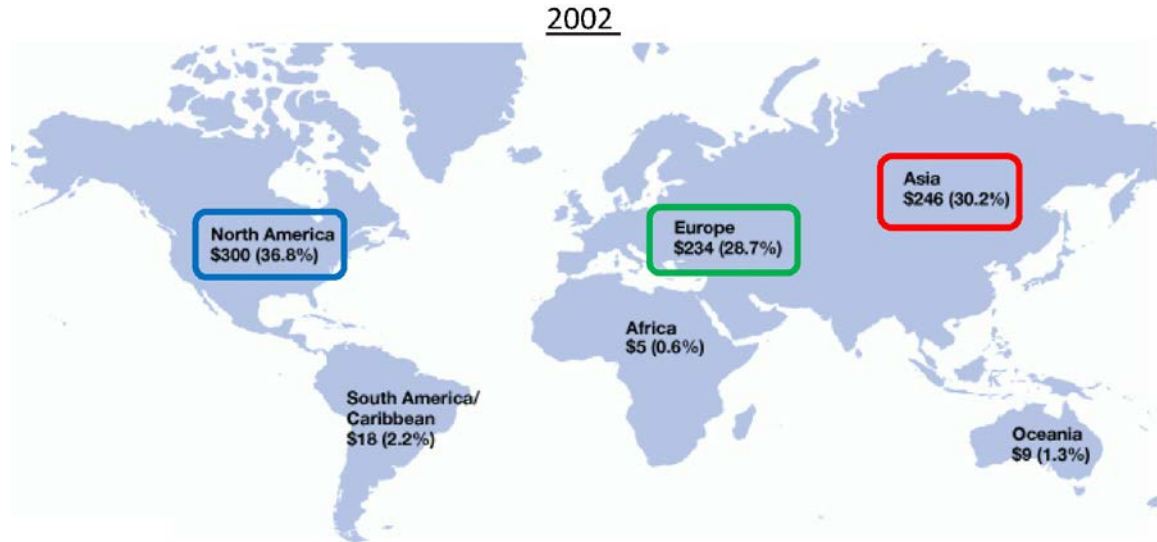 2002
Asia
$246 (30.2%)
North America
$300 (36.8%)
Europe
$234 (28.7%)
Africa
$5 (0.6%)
South America/
Caribbean
$18 (2.2%)
Oceania
$9 (1.3%)